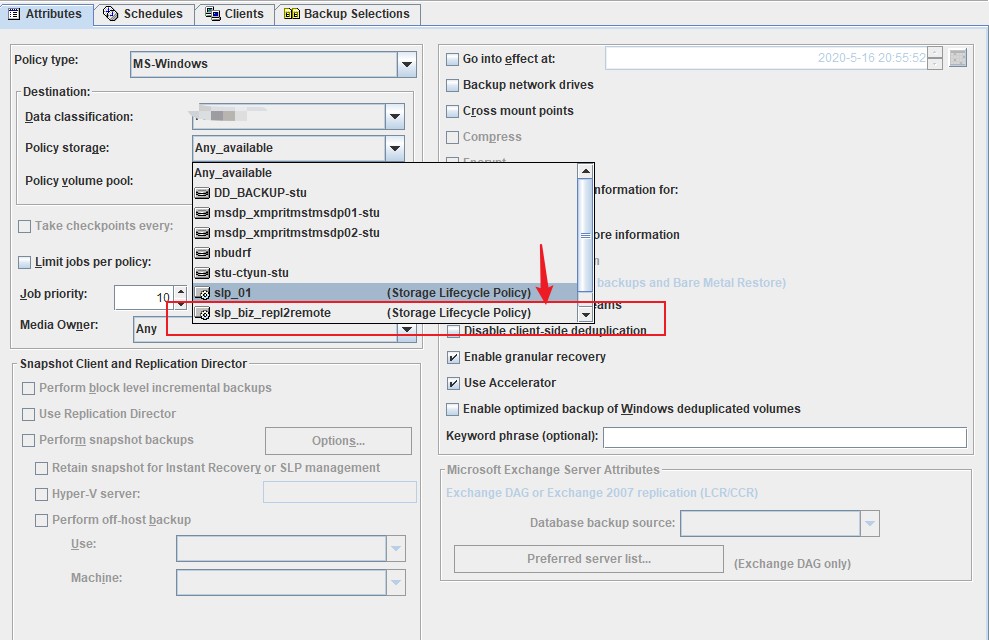 Attributes
Schedules
Clients
Backup Selections
Policy type:
MS-Windows
Destination:
Data classification:
Policy storage:
Any_available
Policy volume pool:
Any_available
DD_BACKUP-stu
msdp_xmpritmstmsdp01-stu
msdp_xmpritmstmsdp02-stu
nbudrf
stu-ctyun-stu
slp_01 (Storage Lifecycle Policy)
slp_biz_repl2remote (Storage Lifecycle Policy)
Take checkpoints every:
Limit jobs per policy:
Job priority:
10
Media Owner:
Any
Snapshot Client and Replication Director
Perform block level incremental backups
Use Replication Director
Perform snapshot backups
Options...
Retain snapshot for Instant Recovery or SLP management
Hyper-V server:
Perform off-host backup
Use:
Machine:
Go into effect at:
2020-5-16 20:55:52
Backup network drives
Cross mount points
Compress
Encrypt
nformation for:
ore information
n
backups and Bare Metal Restore)
ams
Disable client-side deduplication
Enable granular recovery
Use Accelerator
Enable optimized backup of Windows deduplicated volumes
Keyword phrase (optional):
Microsoft Exchange Server Attributes
Exchange DAG or Exchange 2007 replication (LCR/CCR)
Database backup source:
Preferred server list...
(Exchange DAG only)